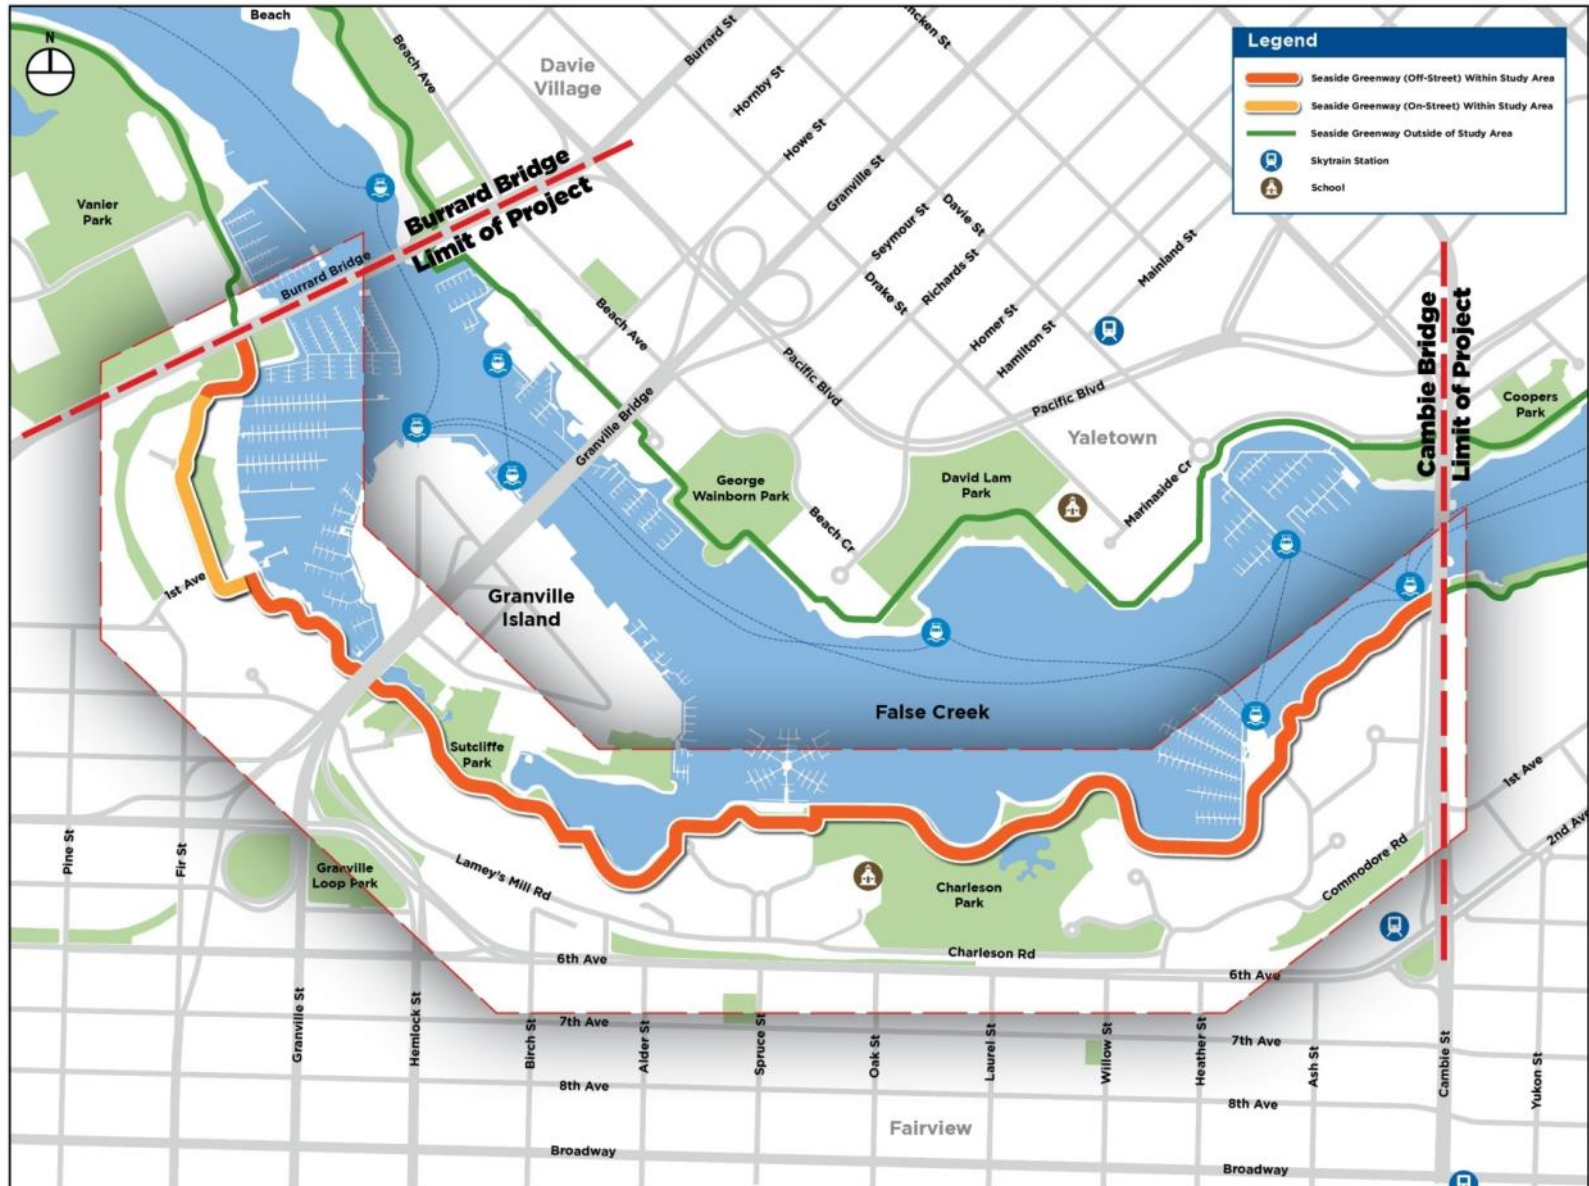 Beach
N
Beach Ave
Davie
Village
Burrard St
Hornby St
Howe St
Granville St
Legend
Seaside Greenway (Off-Street) Within Study Area
Seaside Greenway (On-Street) Within Study Area
Seaside Greenway Outside of Study Area
Skytrain Station
School
Vanier
Park
Burrard Bridge
Limit of Project
Burrard Bridge
Seymour St
Davie St
Drake St
Richards St
Mainland St
Homer St
Hamilton St
Beach Ave
Pacific Blvd
Pacific Blvd
Granville Bridge
Yaletown
Cambie Bridge
Limit of Project
Coopers
Park
George
Wainborn Park
David Lam
Park
Marinaside Cr
Beach Cr
1st Ave
Granville
Island
False Creek
Sutcliffe
Park
1st Ave
2nd Ave
Pine St
Fir St
Granville
Loop Park
Lamey's Mill Rd
Charleson
Park
Commodore Rd
Charleson Rd
6th Ave
6th Ave
Granville St
Hemlock St
Birch St
Alder St
Spruce St
Oak St
Laurel St
Willow St
Heather St
Ash St
Cambie St
Yukon St
7th Ave
7th Ave
8th Ave
8th Ave
Fairview
Broadway
Broadway